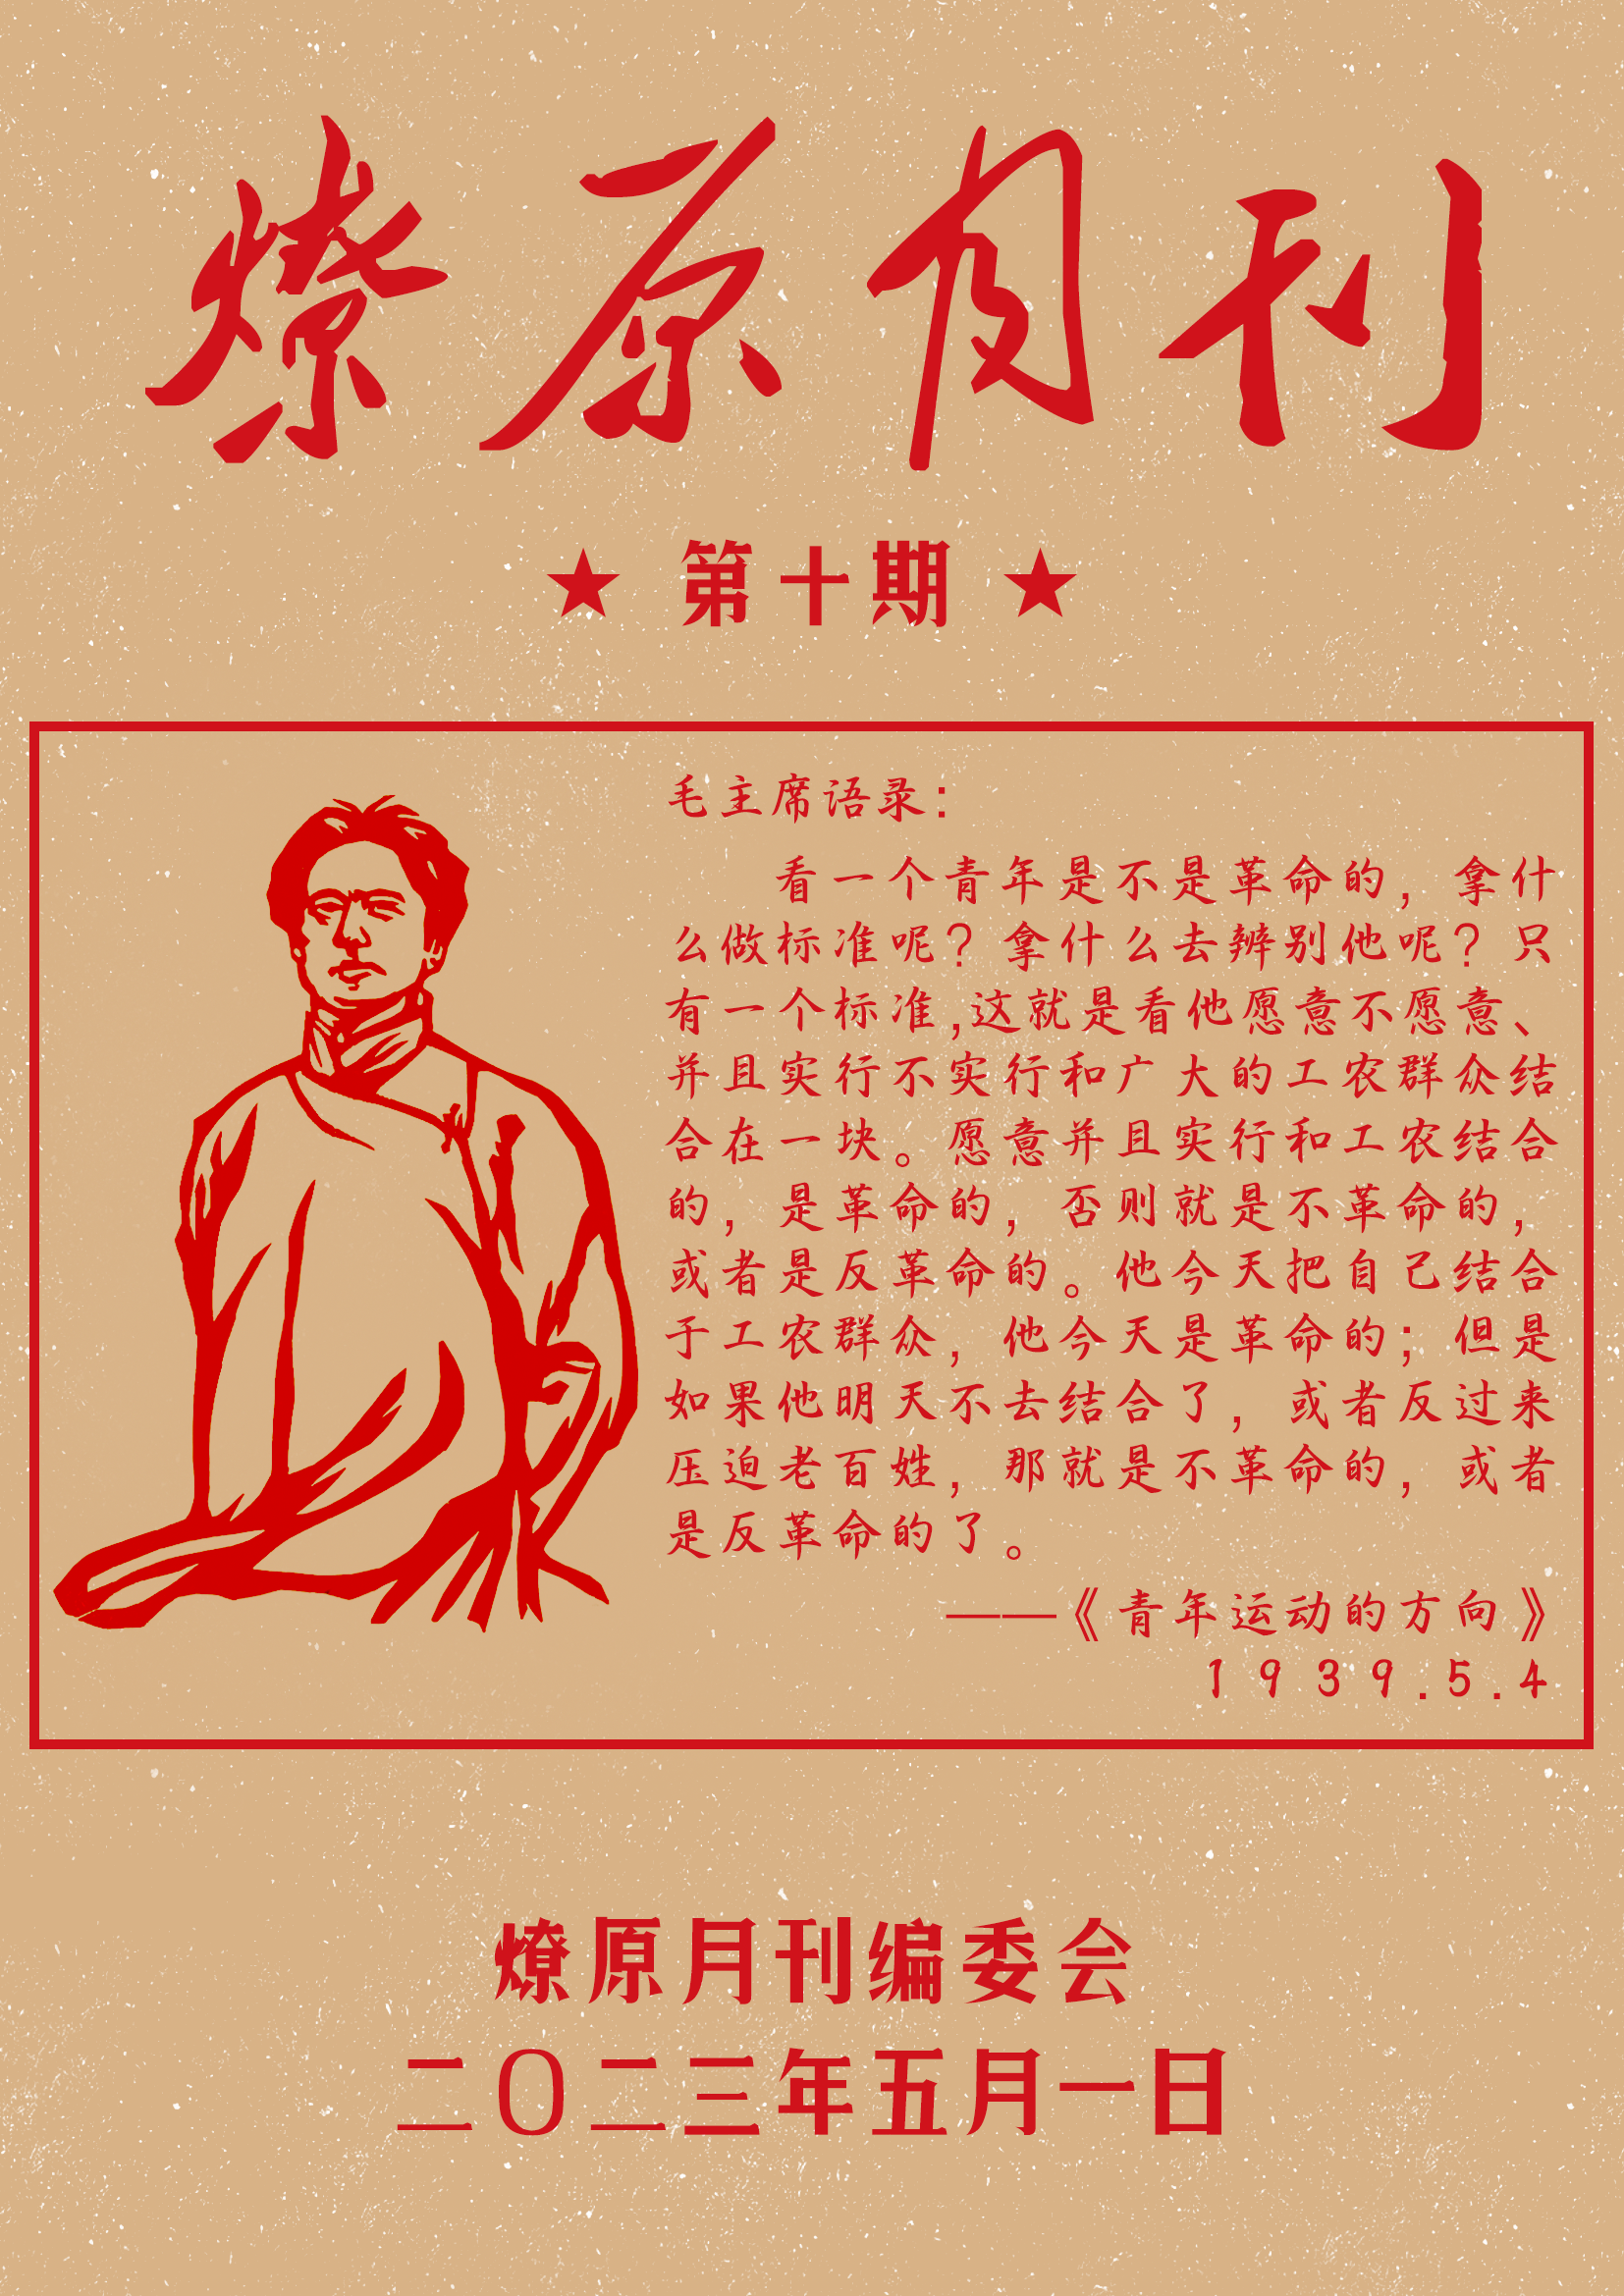 燎原月刊
★ 第十期 ★
毛主席语录：
看一个青年是不是革命的，拿什
么做标准呢？拿什么去辨别他呢？只
有一个标准,这就是看他愿意不愿意、
并且实行不实行和广大的工农群众结
合在一块。愿意并且实行和工农结合
的，是革命的，否则就是不革命的，
或者是反革命的。他今天把自己结合
于工农群众，他今天是革命的；但是
如果他明天不去结合了，或者反过来
压迫老百姓，那就是不革命的，或者
是反革命的了。
——《青年运动的方向》
1939.5.4
燎原月刊编委会
二〇二三年五月一日